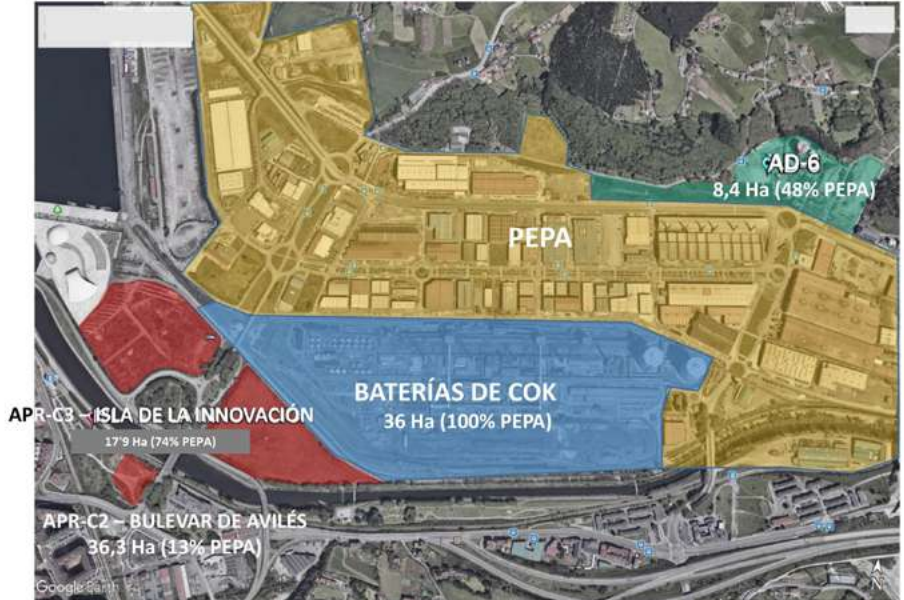 AD-6
8,4 Ha (48% PEPA)
PEPA
BATERÍAS DE COK
36 Ha (100% PEPA)
APR-C3 – ISLA DE LA INNOVACIÓN
17'9 Ha (74% PEPA)
APR-C2 – BULEVAR DE AVILÉS
36,3 Ha (13% PEPA)
Google Earth
N